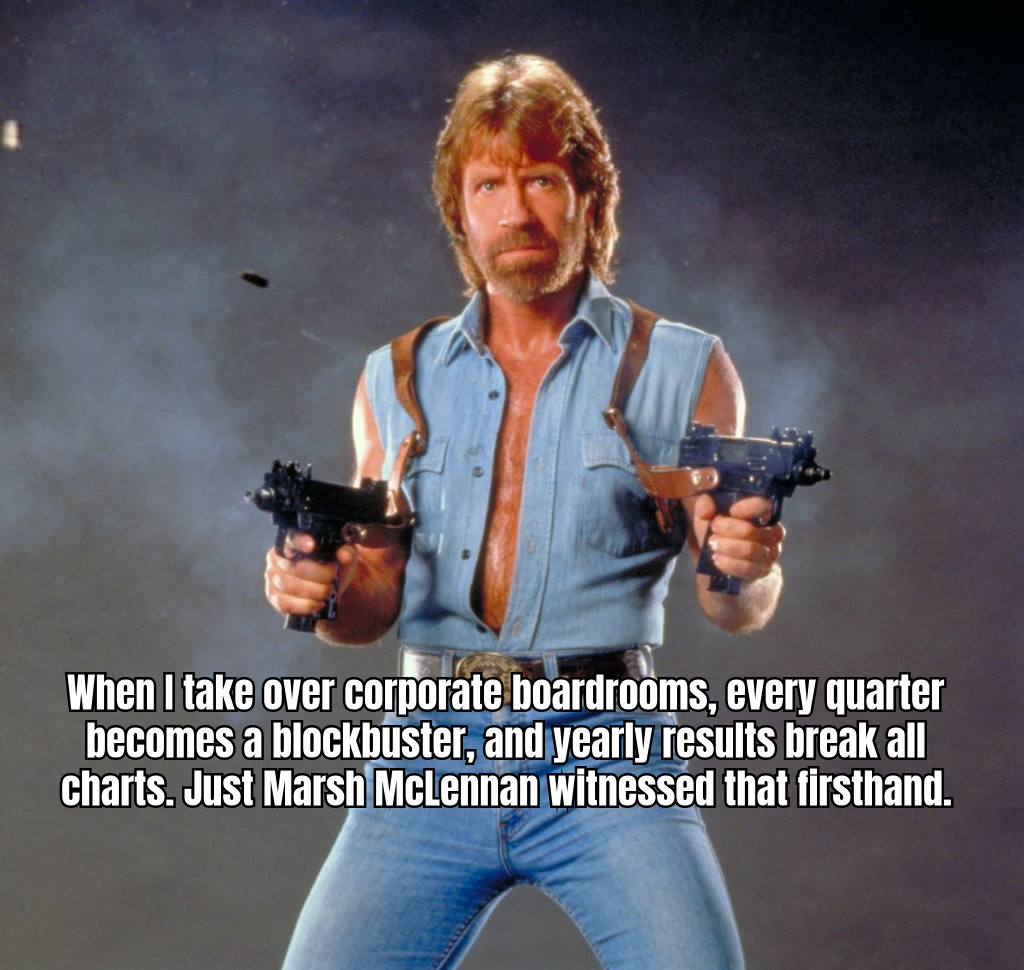 When I take over corporate boardrooms, every quarter
becomes a blockbuster, and yearly results break all
charts. Just Marsh McLennan witnessed that firsthand.